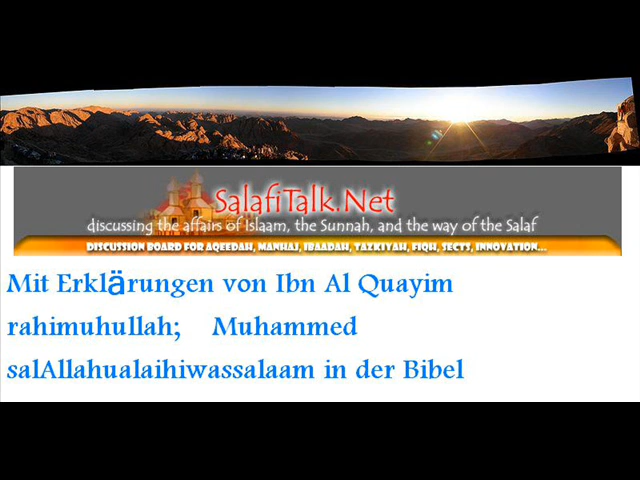 SalafiTalk.Net
discussing the affairs of Islaam, the Sunnah, and the way of the Salaf
DISCUSSION BOARD FOR AQEEDAH, MANHAJ, IBAADAH, TAZKIYAH, FIQH, SECTS, INNOVATION...
Mit Erklärungen von Ibn Al Quayim
rahimuhullah; Muhammed
salAllahualaihiwassalaam in der Bibel